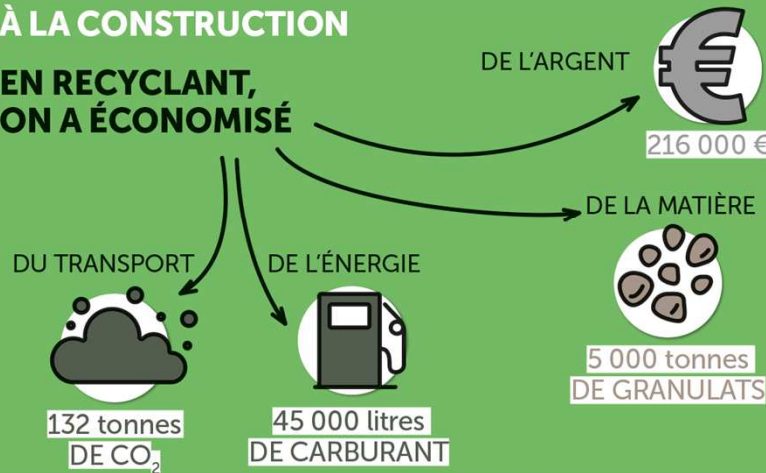 À LA CONSTRUCTION
EN RECYCLANT,
ON A ÉCONOMISÉ
DE L'ARGENT
216 000 €
DE LA MATIÈRE
5 000 tonnes
DE GRANULATS
DU TRANSPORT
132 tonnes
DE CO₂
DE L'ÉNERGIE
45 000 litres
DE CARBURANT